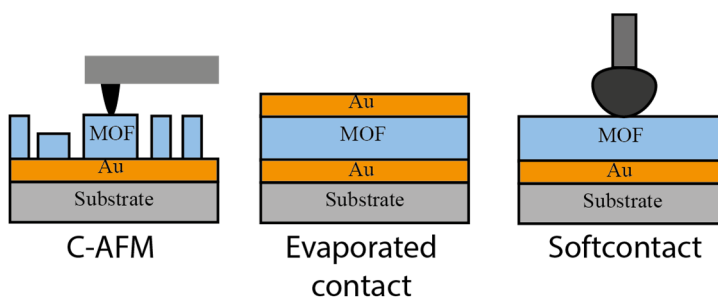 MOF
Au
Substrate
C-AFM
Au
MOF
Au
Substrate
Evaporated
contact
MOF
Au
Substrate
Softcontact